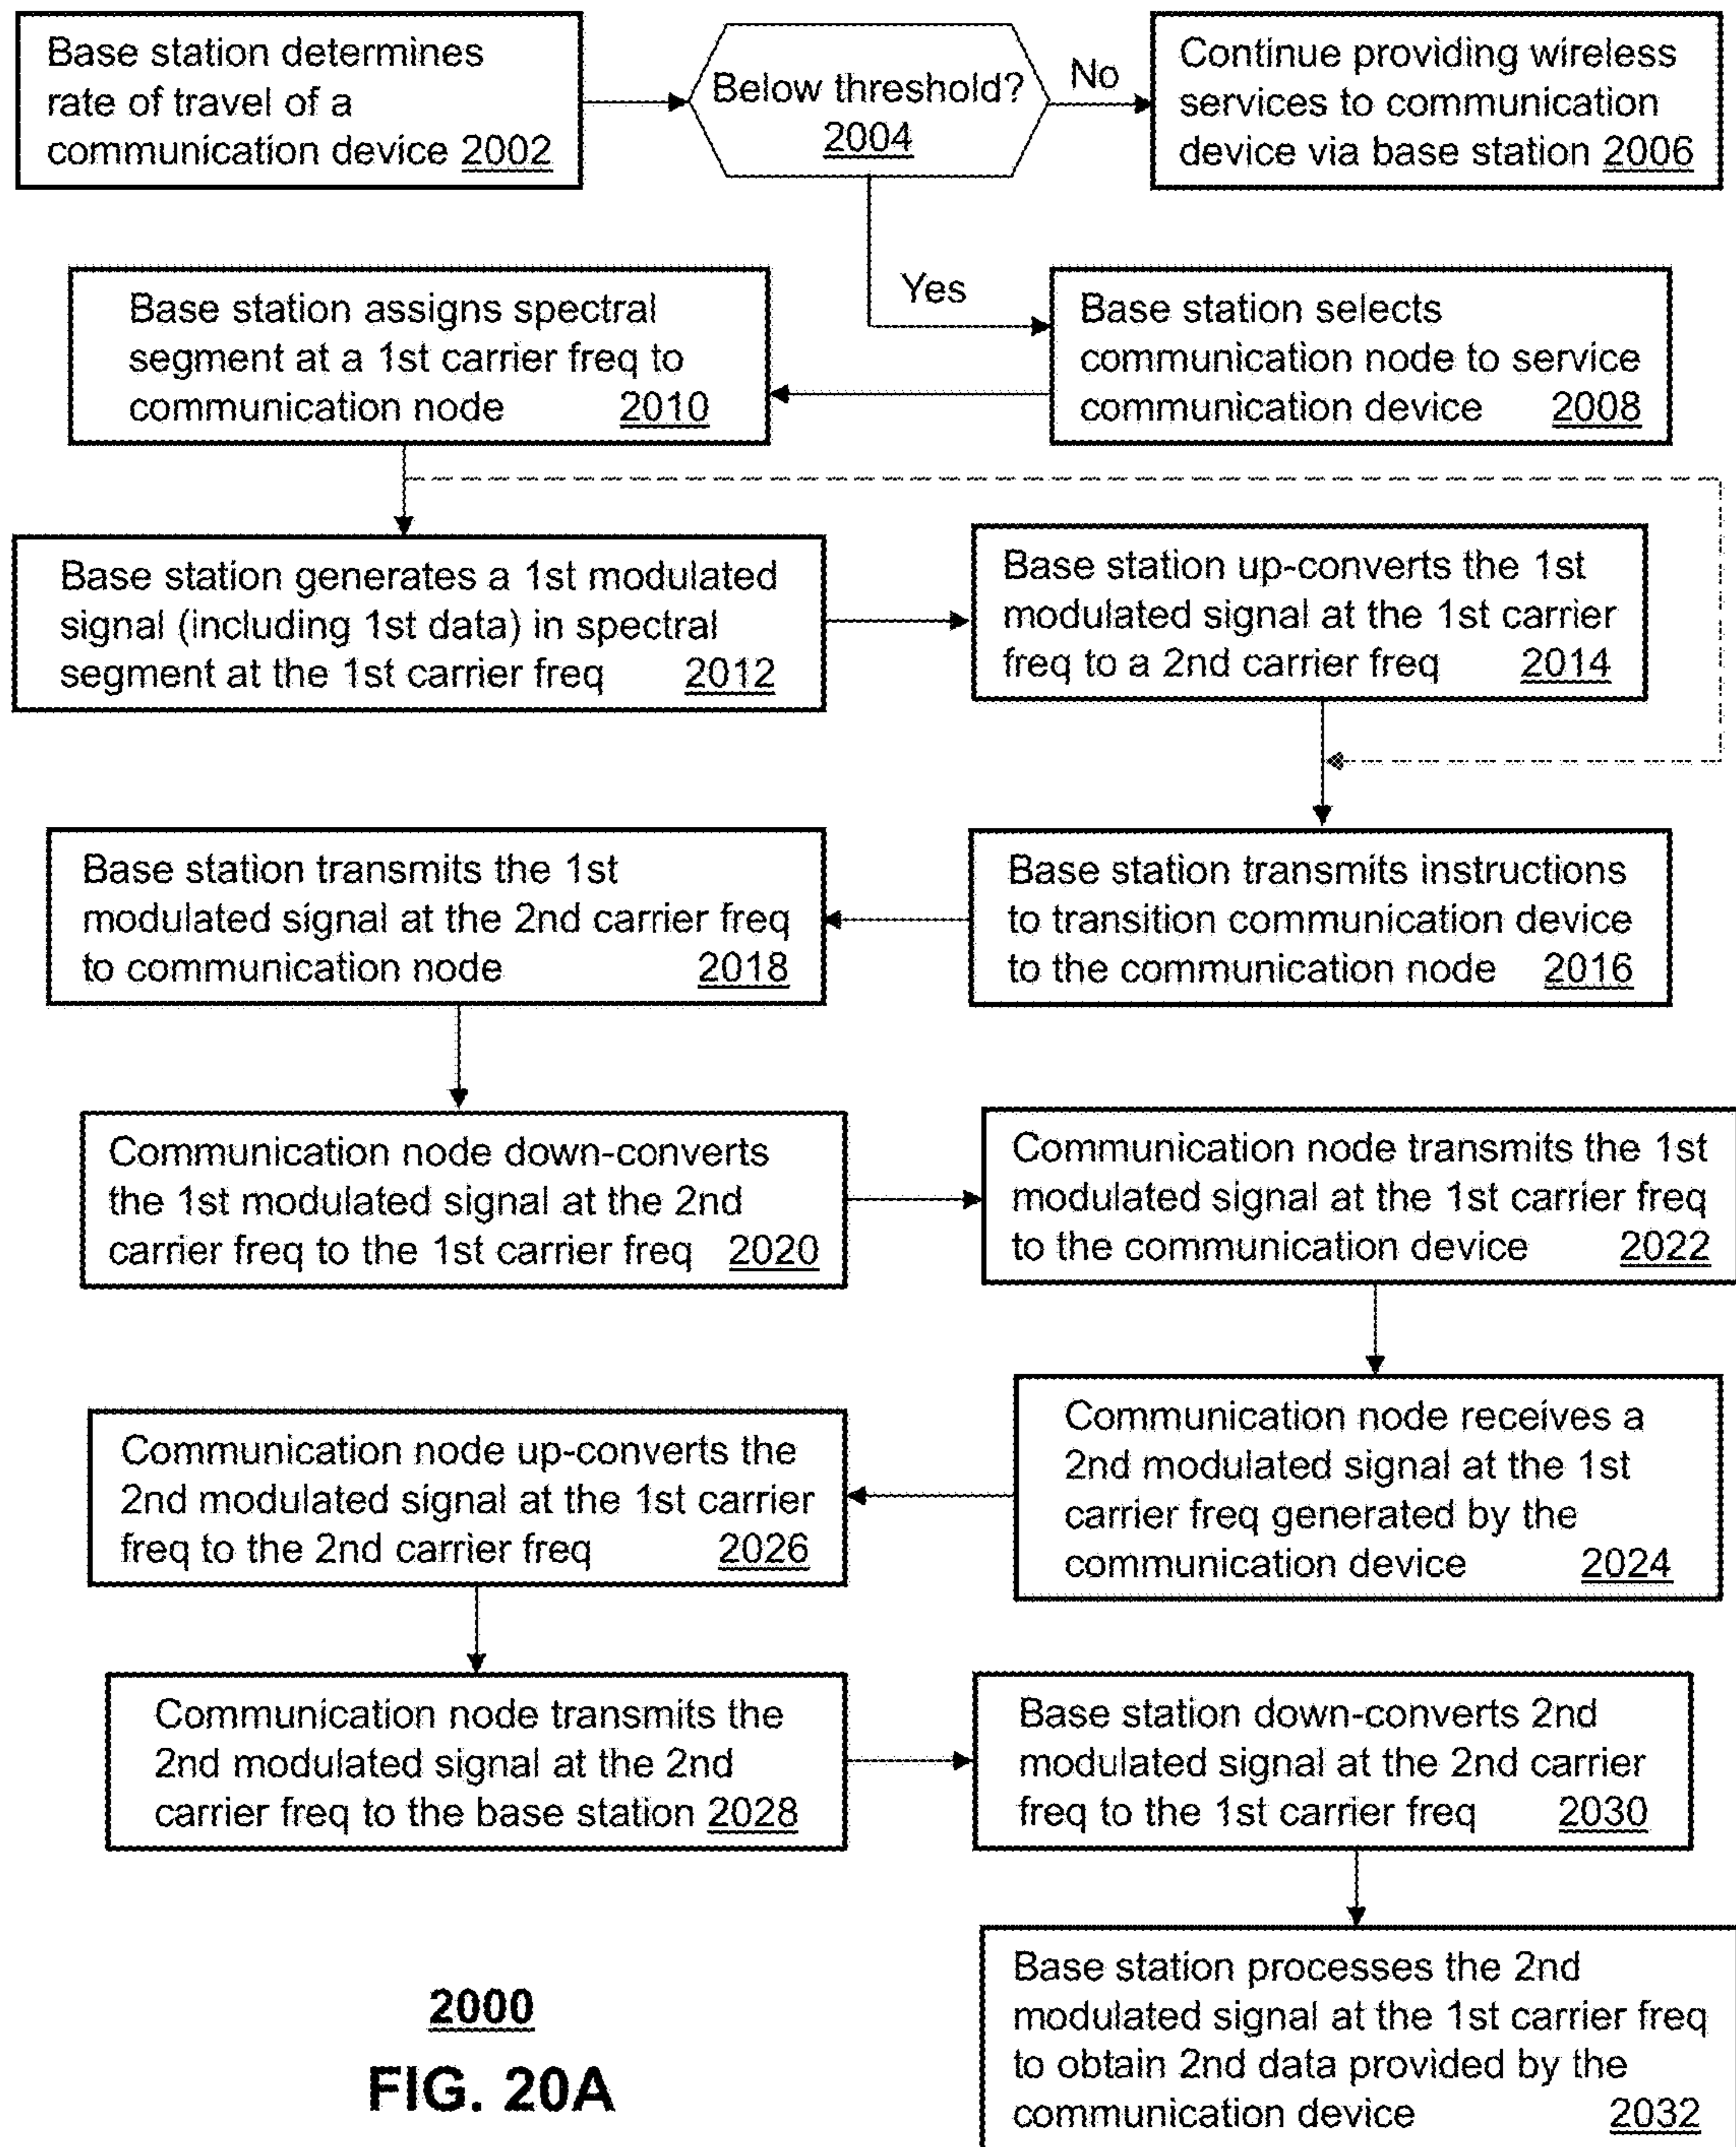 Base station determines
rate of travel of a
communication device 2002
Below threshold?
2004
No
Continue providing wireless
services to communication
device via base station 2006
Yes
Base station selects
communication node to service
communication device 2008
Base station assigns spectral
segment at a 1st carrier freq to
communication node 2010
Base station generates a 1st modulated
signal (including 1st data) in spectral
segment at the 1st carrier freq 2012
Base station up-converts the 1st
modulated signal at the 1st carrier
freq to a 2nd carrier freq 2014
Base station transmits instructions
to transition communication device
to the communication node 2016
Base station transmits the 1st
modulated signal at the 2nd carrier freq
to communication node 2018
Communication node down-converts
the 1st modulated signal at the 2nd
carrier freq to the 1st carrier freq 2020
Communication node transmits the 1st
modulated signal at the 1st carrier freq
to the communication device 2022
Communication node receives a
2nd modulated signal at the 1st
carrier freq generated by the
communication device 2024
Communication node up-converts the
2nd modulated signal at the 1st carrier
freq to the 2nd carrier freq 2026
Communication node transmits the
2nd modulated signal at the 2nd
carrier freq to the base station 2028
Base station down-converts 2nd
modulated signal at the 2nd carrier
freq to the 1st carrier freq 2030
Base station processes the 2nd
modulated signal at the 1st carrier freq
to obtain 2nd data provided by the
communication device 2032
2000
FIG. 20A